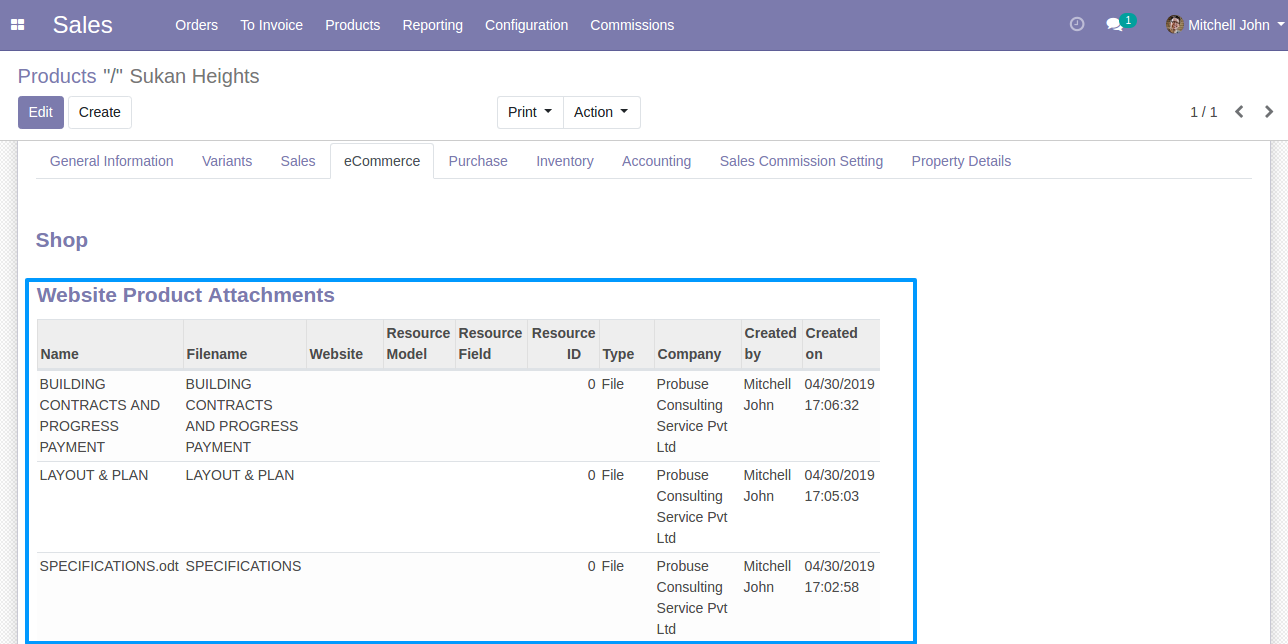 Sales Orders To Invoice Products Reporting Configuration Commissions 1 Mitchell John
Products "/" Sukan Heights
Edit Create Print Action 1 / 1
General Information Variants Sales eCommerce Purchase Inventory Accounting Sales Commission Setting Property Details
Shop
Website Product Attachments
Resource Resource Resource Created Created
Name Filename Website Model Field ID Type Company by on
BUILDING BUILDING 0 File Probuse Mitchell 04/30/2019
CONTRACTS AND CONTRACTS Consulting John 17:06:32
PROGRESS AND PROGRESS Service Pvt
PAYMENT PAYMENT Ltd
LAYOUT & PLAN LAYOUT & PLAN 0 File Probuse Mitchell 04/30/2019
Consulting John 17:05:03
Service Pvt
Ltd
SPECIFICATIONS.odt SPECIFICATIONS 0 File Probuse Mitchell 04/30/2019
Consulting John 17:02:58
Service Pvt
Ltd